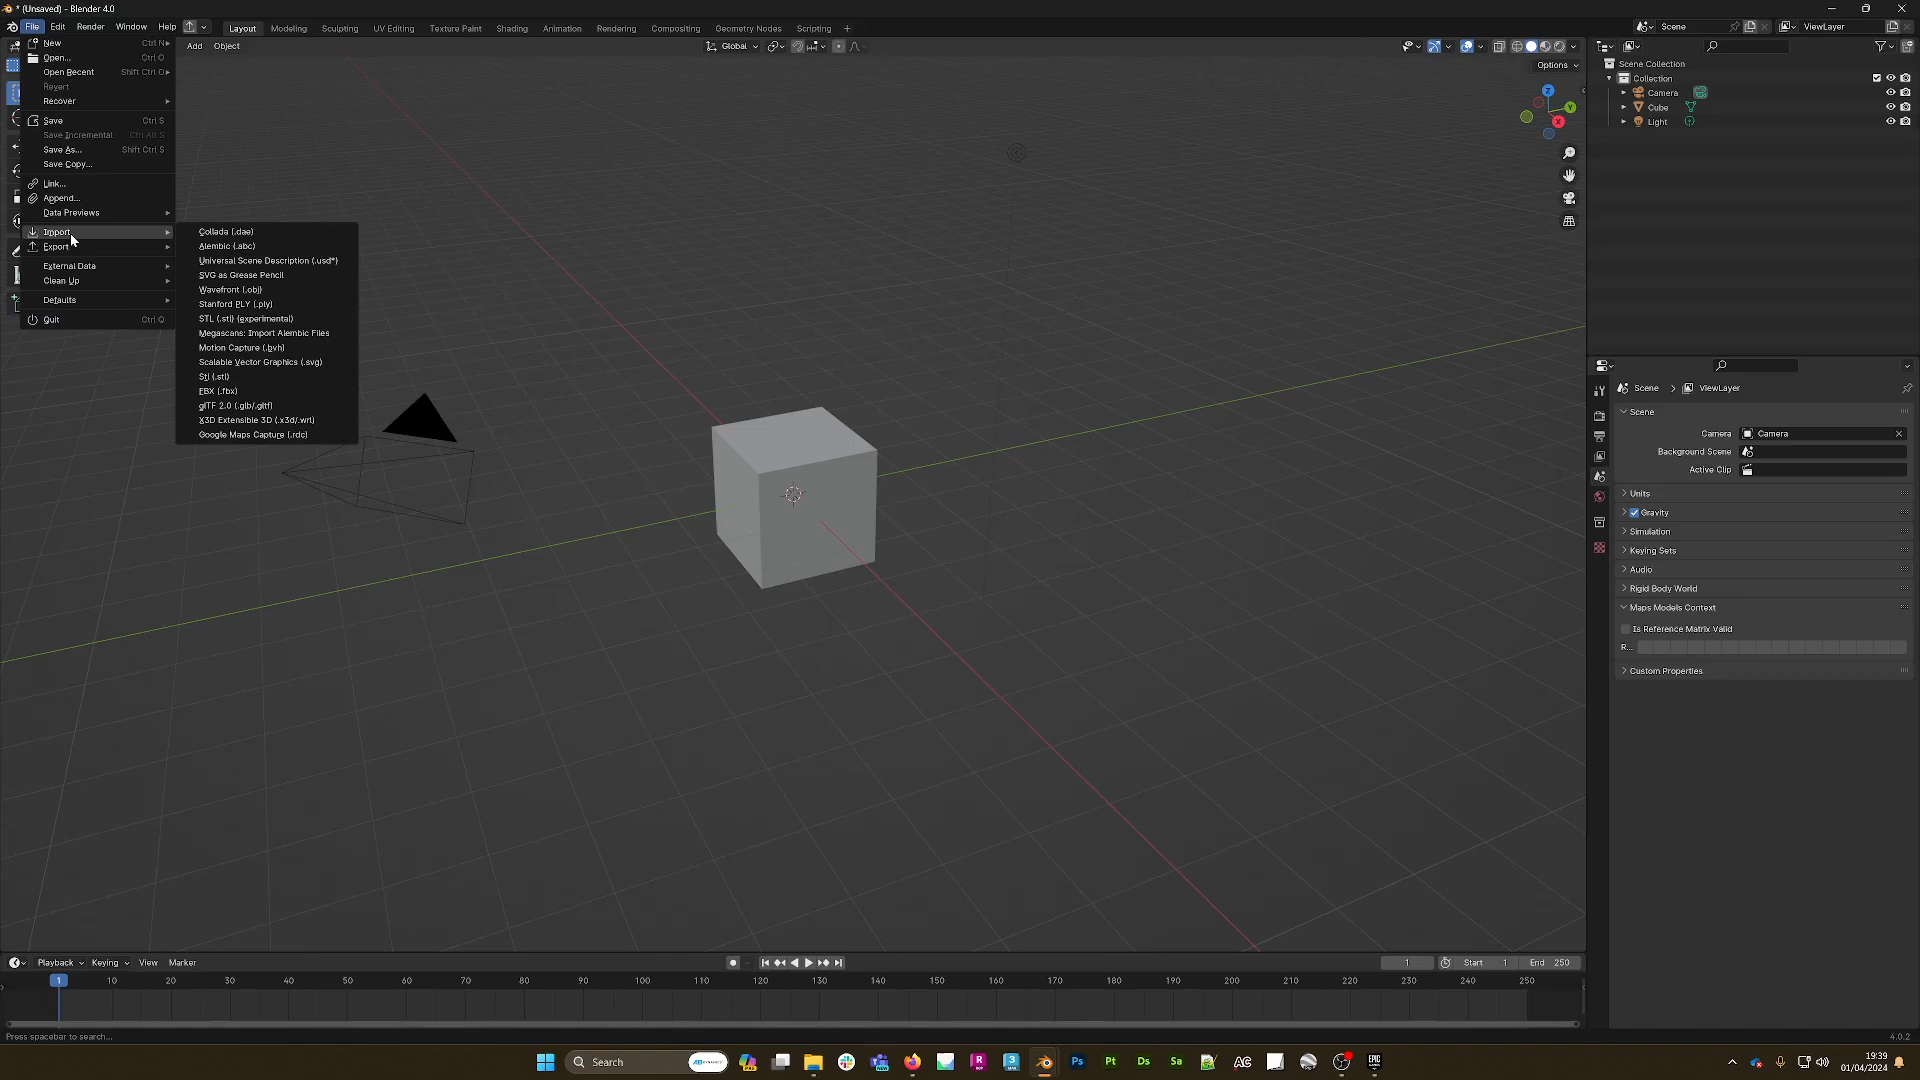 * (Unsaved) - Blender 4.0
File Edit Render Window Help Layout Modeling Sculpting UV Editing Texture Paint Shading Animation Rendering Compositing Geometry Nodes Scripting + Scene ViewLayer
Add Object Global
Options
New Ctrl N
Open... Ctrl O
Open Recent Shift Ctrl O
Revert
Recover
Save Ctrl S
Save Incremental Ctrl Alt S
Save As... Shift Ctrl S
Save Copy...
Link...
Append...
Data Previews
Import
Export
External Data
Clean Up
Defaults
Quit Ctrl Q
Collada (.dae)
Alembic (.abc)
Universal Scene Description (.usd*)
SVG as Grease Pencil
Wavefront (.obj)
Stanford PLY (.ply)
STL (.stl) (experimental)
Megascans: Import Alembic Files
Motion Capture (.bvh)
Scalable Vector Graphics (.svg)
Stl (.stl)
FBX (.fbx)
glTF 2.0 (.glb/.gltf)
X3D Extensible 3D (.x3d/.wrl)
Google Maps Capture (.rdc)
Z
Y
X
Scene Collection
Collection
Camera
Cube
Light
Scene > ViewLayer
Scene
Camera Camera
Background Scene
Active Clip
Units
Gravity
Simulation
Keying Sets
Audio
Rigid Body World
Maps Models Context
Is Reference Matrix Valid
R...
Custom Properties
Playback Keying View Marker 1 Start 1 End 250
1 10 20 30 40 50 60 70 80 90 100 110 120 130 140 150 160 170 180 190 200 210 220 230 240 250
Press spacebar to search... 4.0.2
Search
19:39
01/04/2024